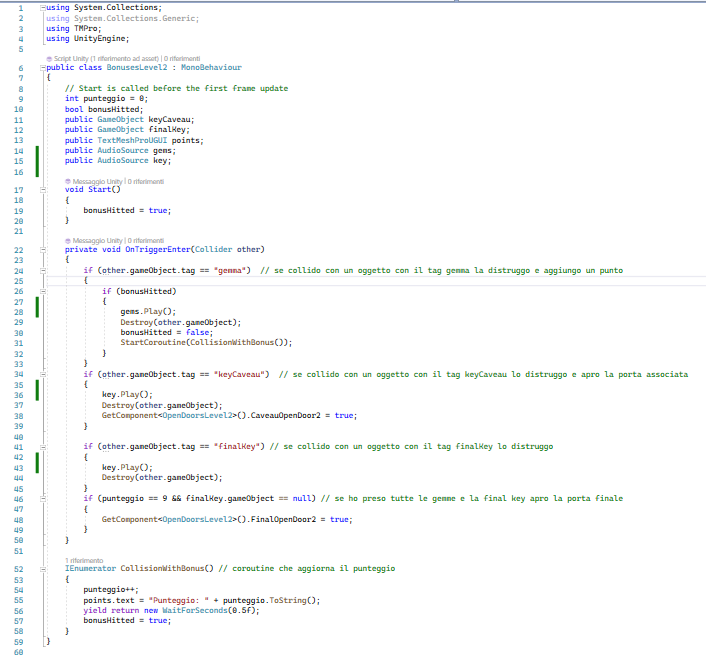 1 using System.Collections;
2 using System.Collections.Generic;
3 using TMPro;
4 using UnityEngine;
5
Script Unity (1 riferimento ad asset) | 0 riferimenti
6 public class BonusesLevel2 : MonoBehaviour
7 {
8 // Start is called before the first frame update
9 int punteggio = 0;
10 bool bonusHitted;
11 public GameObject keyCaveau;
12 public GameObject finalKey;
13 public TextMeshProUGUI points;
14 public AudioSource gems;
15 public AudioSource key;
16
Messaggio Unity | 0 riferimenti
17 void Start()
18 {
19 bonusHitted = true;
20 }
21
Messaggio Unity | 0 riferimenti
22 private void OnTriggerEnter(Collider other)
23 {
24 if (other.gameObject.tag == "gemma") // se collido con un oggetto con il tag gemma la distruggo e aggiungo un punto
25 {
26 if (bonusHitted)
27 {
28 gems.Play();
29 Destroy(other.gameObject);
30 bonusHitted = false;
31 StartCoroutine(CollisionWithBonus());
32 }
33 }
34 if (other.gameObject.tag == "keyCaveau") // se collido con un oggetto con il tag keyCaveau lo distruggo e apro la porta associata
35 {
36 key.Play();
37 Destroy(other.gameObject);
38 GetComponent<OpenDoorsLevel2>().CaveauOpenDoor2 = true;
39 }
40
41 if (other.gameObject.tag == "finalKey") // se collido con un oggetto con il tag finalKey lo distruggo
42 {
43 key.Play();
44 Destroy(other.gameObject);
45 }
46 if (punteggio == 9 && finalKey.gameObject == null) // se ho preso tutte le gemme e la final key apro la porta finale
47 {
48 GetComponent<OpenDoorsLevel2>().FinalOpenDoor2 = true;
49 }
50 }
51
1 riferimento
52 IEnumerator CollisionWithBonus() // coroutine che aggiorna il punteggio
53 {
54 punteggio++;
55 points.text = "Punteggio: " + punteggio.ToString();
56 yield return new WaitForSeconds(0.5f);
57 bonusHitted = true;
58 }
59 }
60